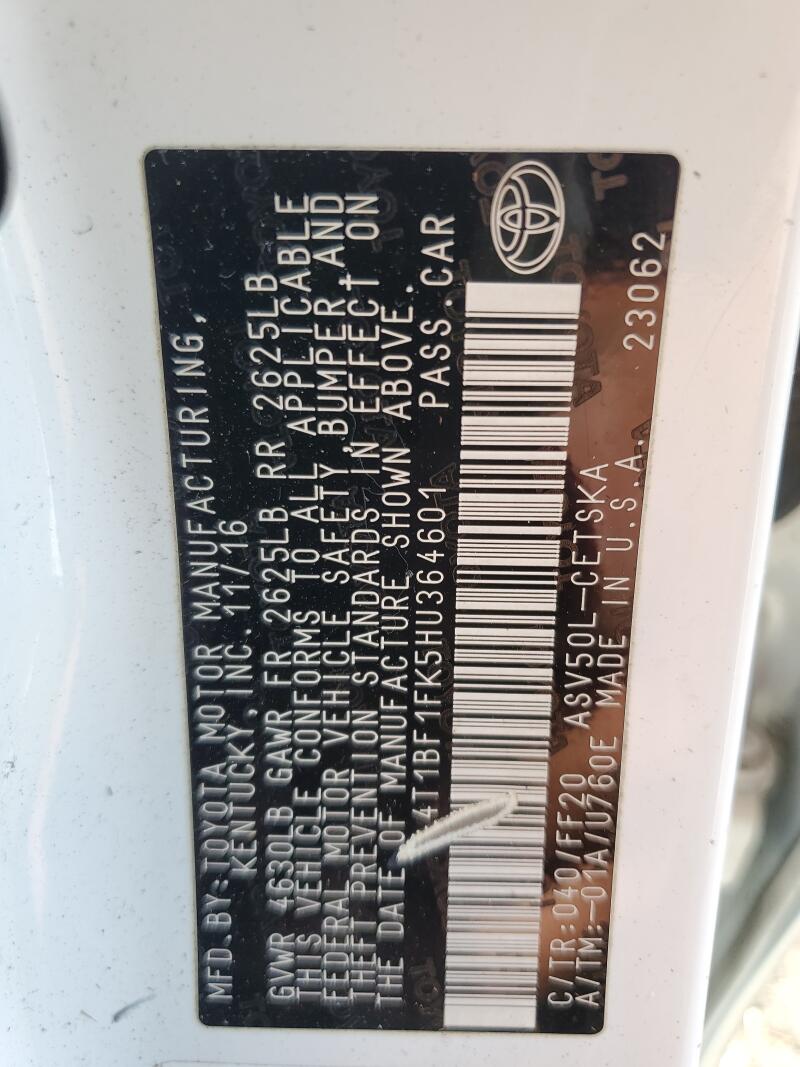 MFD.BY:TOYOTA MOTOR MANUFACTURING,
KENTUCKY, INC. 11/16
GVWR 4630LB GAWR FR 2625LB RR 2625LB
THIS VEHICLE CONFORMS TO ALL APPLICABLE
FEDERAL MOTOR VEHICLE SAFETY, BUMPER AND
THEFT PREVENTION STANDARDS IN EFFECT ON
THE DATE OF MANUFACTURE SHOWN ABOVE.
4T1BF1FK5HU364601 PASS.CAR
C/TR:040/FF20 ASV50L-CETSKA
A/TM:-01A/U760E MADE IN U.S.A.
23062